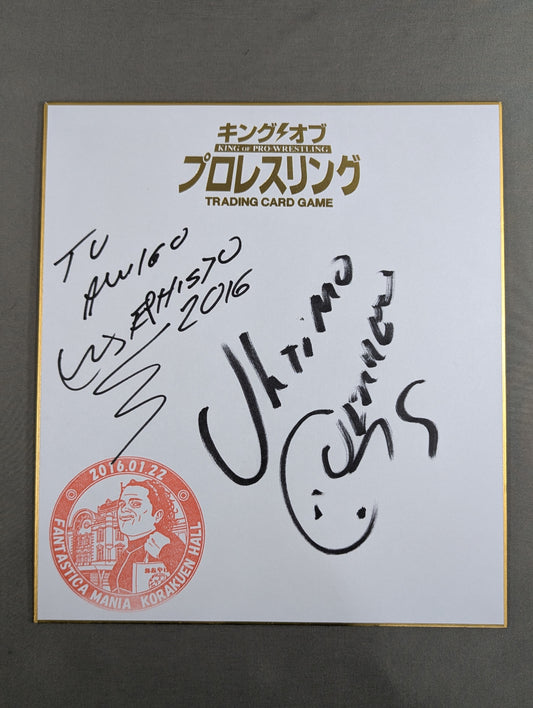 キング オブ
KING OF PRO-WRESTLING
プロレスリング
TRADING CARD GAME
TU
AMIGO
MEPHISTO
2016
ULTIMO
GUERRERO
2016.01.22
FANTASTICA MANIA KORAKUEN HALL